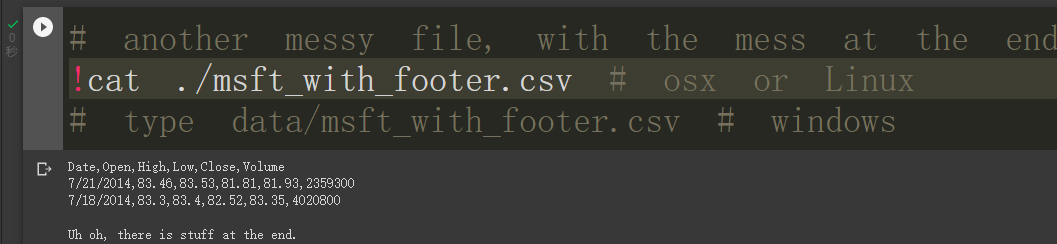 # another messy file, with the mess at the end
!cat ./msft_with_footer.csv # osx or Linux
0
秒
# type data/msft_with_footer.csv # windows
Date,Open,High,Low,Close,Volume
7/21/2014,83.46,83.53,81.81,81.93,2359300
7/18/2014,83.3,83.4,82.52,83.35,4020800
Uh oh, there is stuff at the end.